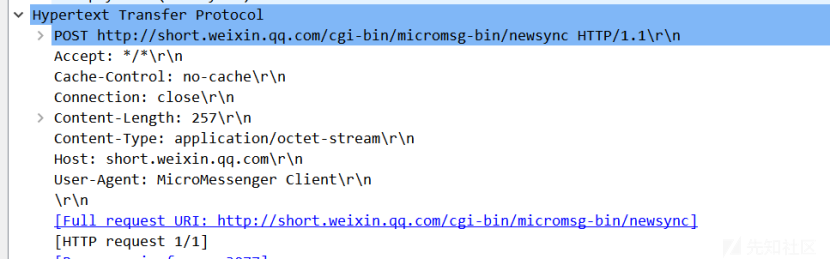 Hypertext Transfer Protocol
POST http://short.weixin.qq.com/cgi-bin/micromsg-bin/newsync HTTP/1.1\r\n
Accept: */*\r\n
Cache-Control: no-cache\r\n
Connection: close\r\n
Content-Length: 257\r\n
Content-Type: application/octet-stream\r\n
Host: short.weixin.qq.com\r\n
User-Agent: MicroMessenger Client\r\n
\r\n
[Full request URI: http://short.weixin.qq.com/cgi-bin/micromsg-bin/newsync]
[HTTP request 1/1]
先知社区